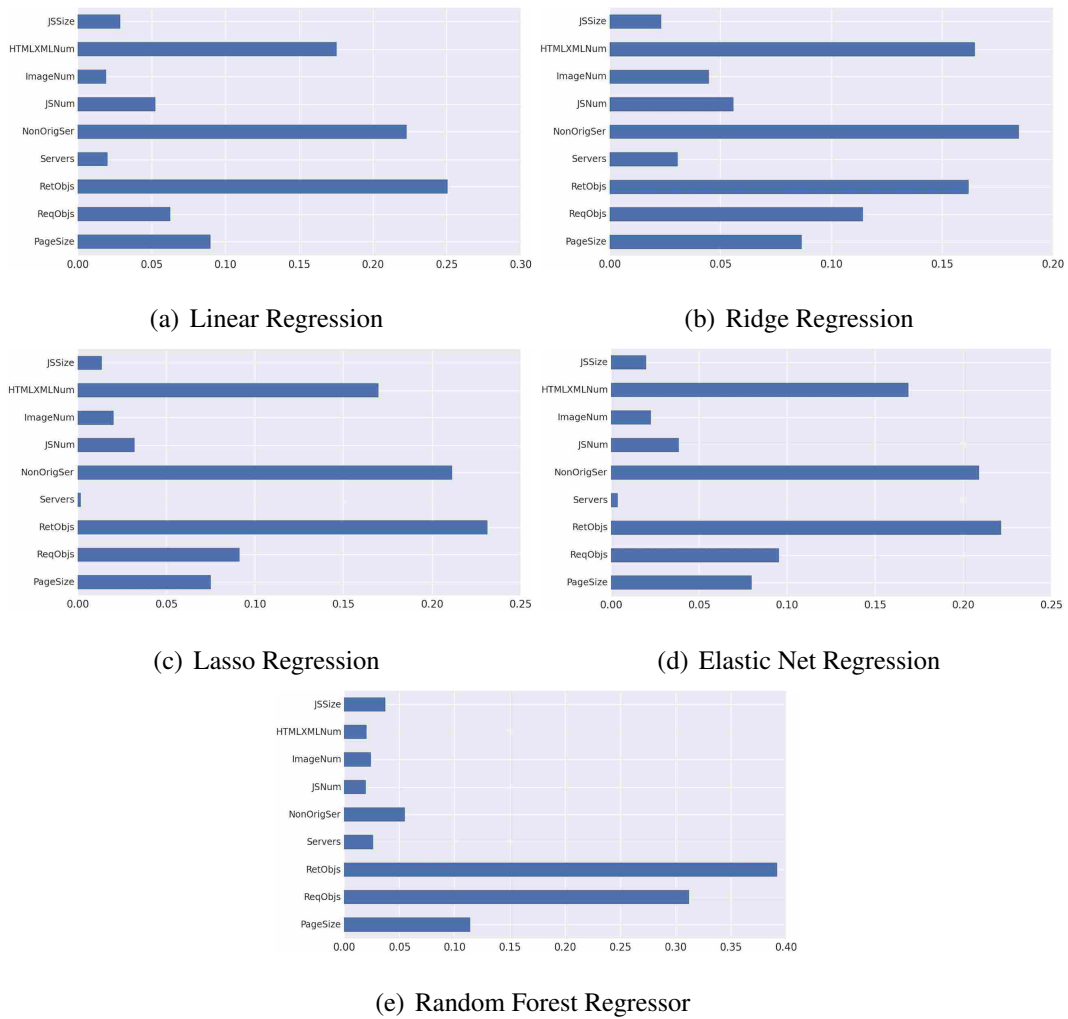 JSSize
HTMLXMLNum
ImageNum
JSNum
NonOrigSer
Servers
RetObjs
ReqObjs
PageSize
0.00 0.05 0.10 0.15 0.20 0.25 0.30
(a) Linear Regression
JSSize
HTMLXMLNum
ImageNum
JSNum
NonOrigSer
Servers
RetObjs
ReqObjs
PageSize
0.00 0.05 0.10 0.15 0.20
(b) Ridge Regression
JSSize
HTMLXMLNum
ImageNum
JSNum
NonOrigSer
Servers
RetObjs
ReqObjs
PageSize
0.00 0.05 0.10 0.15 0.20 0.25
(c) Lasso Regression
JSSize
HTMLXMLNum
ImageNum
JSNum
NonOrigSer
Servers
RetObjs
ReqObjs
PageSize
0.00 0.05 0.10 0.15 0.20 0.25
(d) Elastic Net Regression
JSSize
HTMLXMLNum
ImageNum
JSNum
NonOrigSer
Servers
RetObjs
ReqObjs
PageSize
0.00 0.05 0.10 0.15 0.20 0.25 0.30 0.35 0.40
(e) Random Forest Regressor